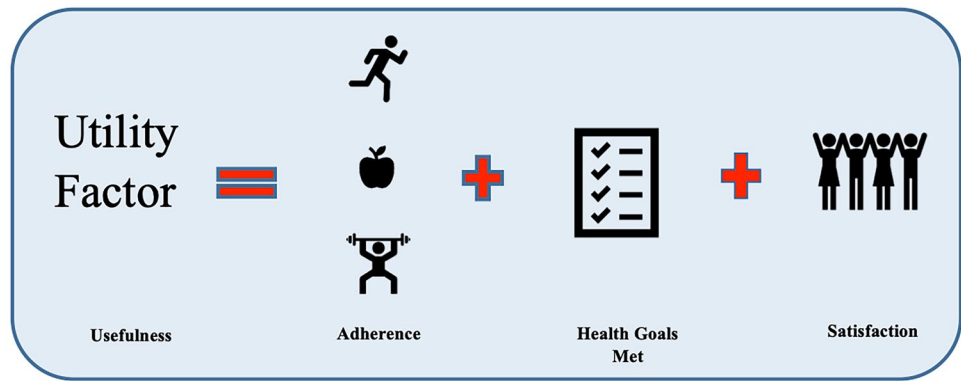 Utility
Factor
Usefulness
Adherence
Health Goals
Met
Satisfaction